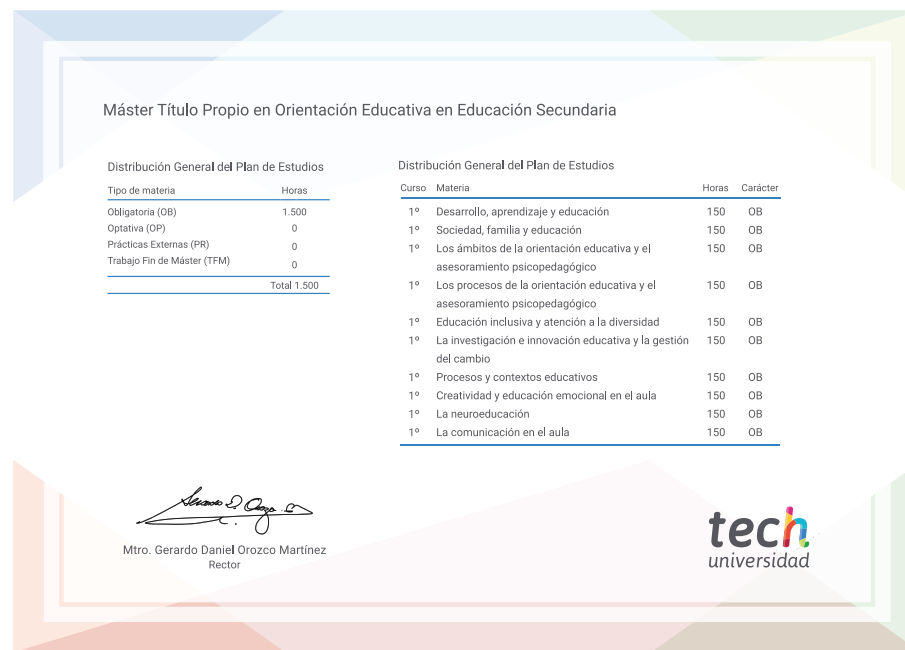 Máster Título Propio en Orientación Educativa en Educación Secundaria
Distribución General del Plan de Estudios
Tipo de materia Horas
Obligatoria (OB) 1.500
Optativa (OP) 0
Prácticas Externas (PR) 0
Trabajo Fin de Máster (TFM) 0
Total 1.500
Distribución General del Plan de Estudios
Curso Materia Horas Carácter
1º Desarrollo, aprendizaje y educación 150 OB
1º Sociedad, familia y educación 150 OB
1º Los ámbitos de la orientación educativa y el 150 OB
asesoramiento psicopedagógico
1º Los procesos de la orientación educativa y el 150 OB
asesoramiento psicopedagógico
1º Educación inclusiva y atención a la diversidad 150 OB
1º La investigación e innovación educativa y la gestión 150 OB
del cambio
1º Procesos y contextos educativos 150 OB
1º Creatividad y educación emocional en el aula 150 OB
1º La neuroeducación 150 OB
1º La comunicación en el aula 150 OB
Mtro. Gerardo Daniel Orozco Martínez
Rector
tech
universidad